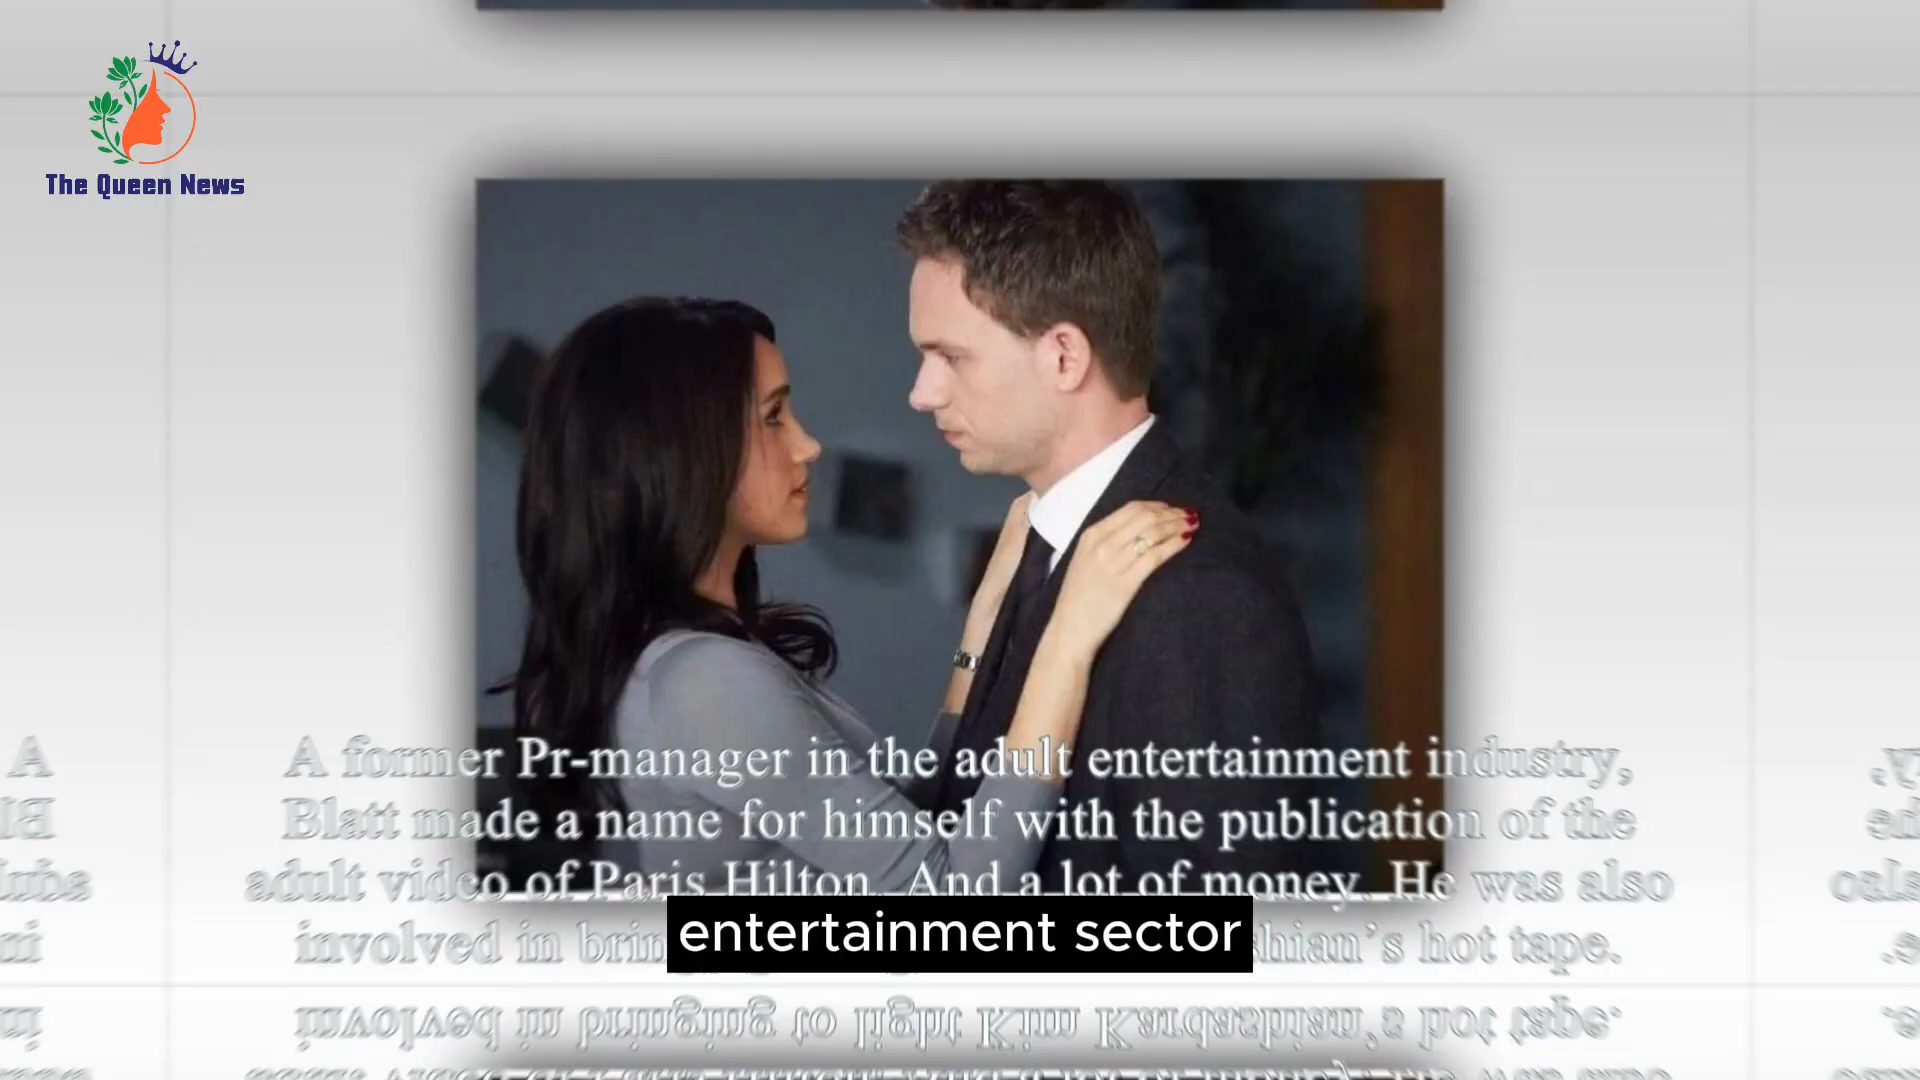 The Queen News
A former Pr-manager in the adult entertainment industry,
Blatt made a name for himself with the publication of the
adult video of Paris Hilton. And a lot of money. He was also
involved in hian's hot tape.
entertainment sector